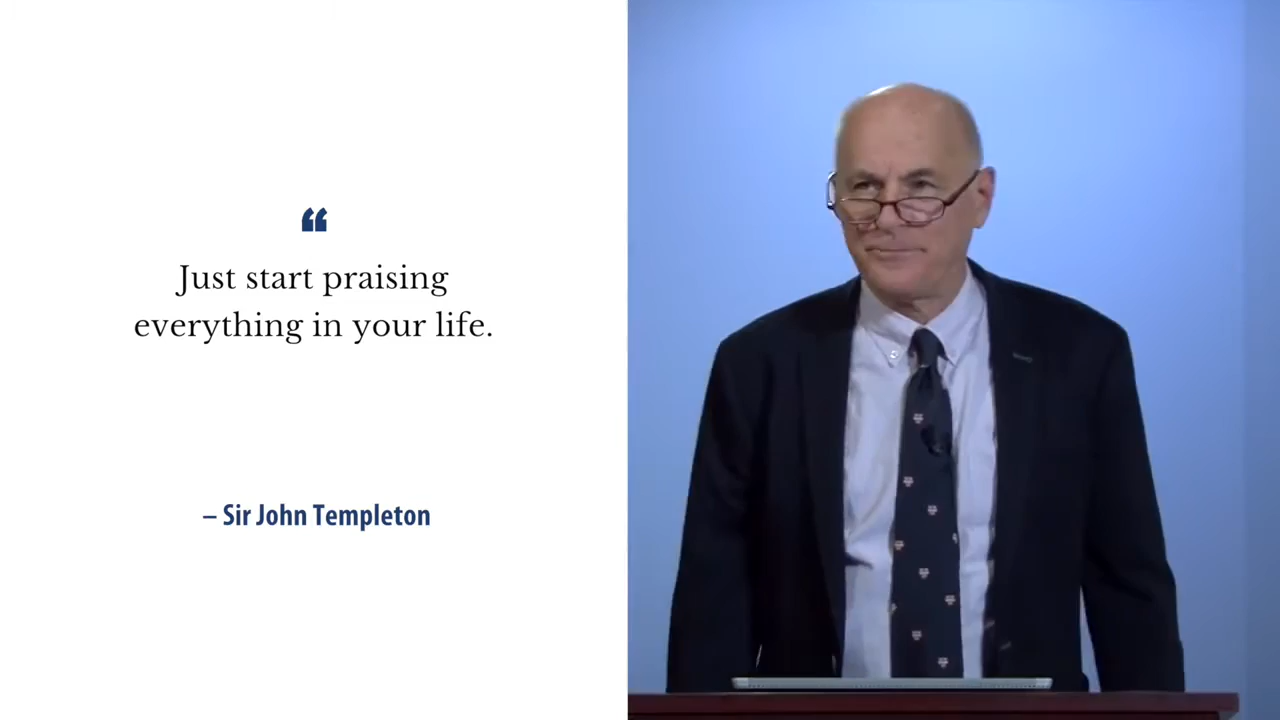 “
Just start praising
everything in your life.
– Sir John Templeton